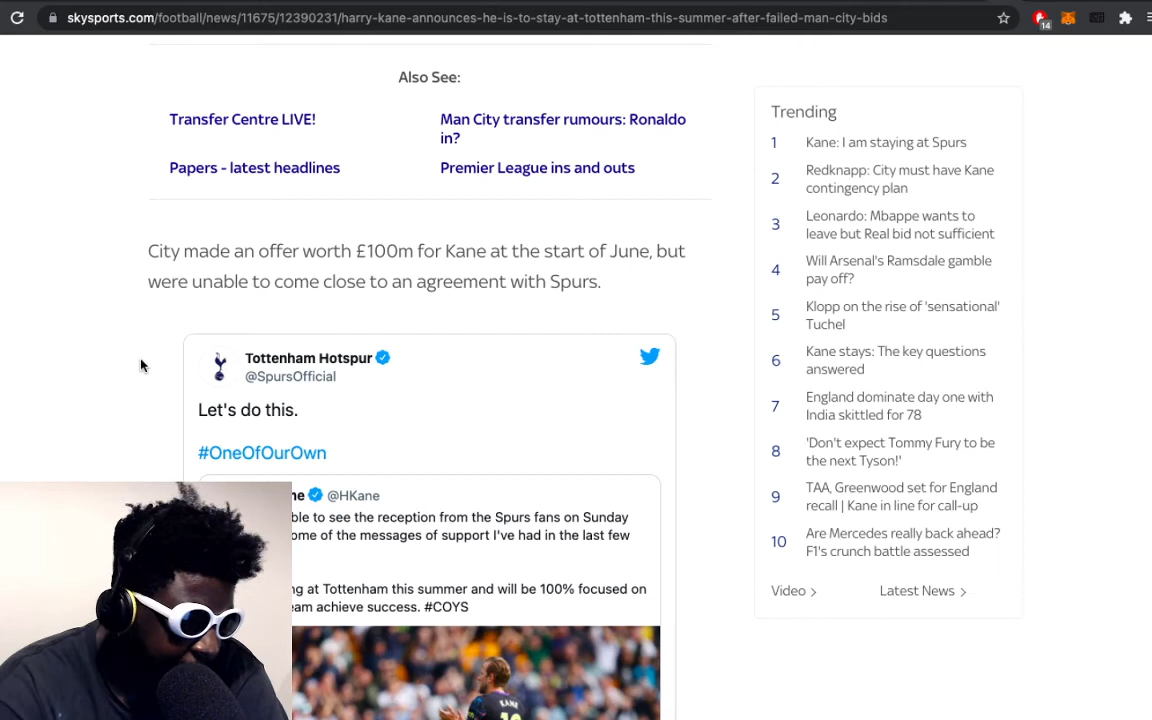 skysports.com/football/news/11675/12390231/harry-kane-announces-he-is-to-stay-at-tottenham-this-summer-after-failed-man-city-bids
14
Also See:
Transfer Centre LIVE!
Man City transfer rumours: Ronaldo
in?
Papers - latest headlines
Premier League ins and outs
City made an offer worth £100m for Kane at the start of June, but
were unable to come close to an agreement with Spurs.
Tottenham Hotspur
@SpursOfficial
Let's do this.
#OneOfOurOwn
@HKane
to see the reception from the Spurs fans on Sunday
of the messages of support I've had in the last few
at Tottenham this summer and will be 100% focused on
achieve success. #COYS
KANE
10
Trending
1 Kane: I am staying at Spurs
2 Redknapp: City must have Kane
contingency plan
3 Leonardo: Mbappe wants to
leave but Real bid not sufficient
4 Will Arsenal's Ramsdale gamble
pay off?
5 Klopp on the rise of 'sensational'
Tuchel
6 Kane stays: The key questions
answered
7 England dominate day one with
India skittled for 78
8 'Don't expect Tommy Fury to be
the next Tyson!'
9 TAA, Greenwood set for England
recall | Kane in line for call-up
10 Are Mercedes really back ahead?
F1's crunch battle assessed
Video
Latest News